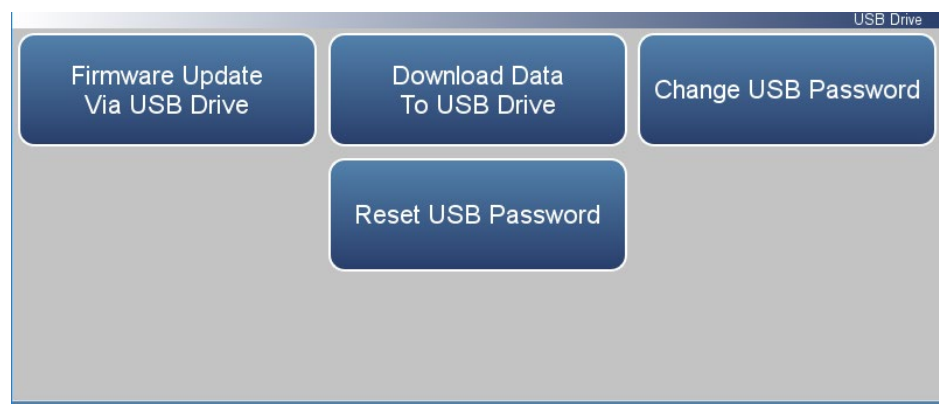 USB Drive
Firmware Update
Via USB Drive
Download Data
To USB Drive
Change USB Password
Reset USB Password